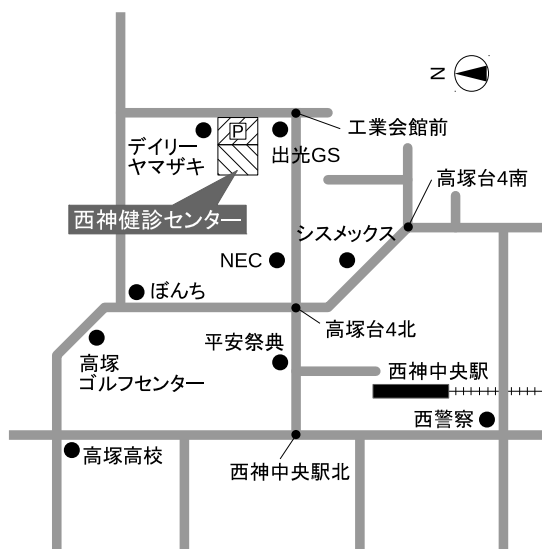 N
工業会館前
P
デイリー
ヤマザキ
出光GS
高塚台4南
西神健診センター
シスメックス
NEC
ぼんち
高塚台4北
平安祭典
高塚
ゴルフセンター
西神中央駅
西警察
高塚高校
西神中央駅北